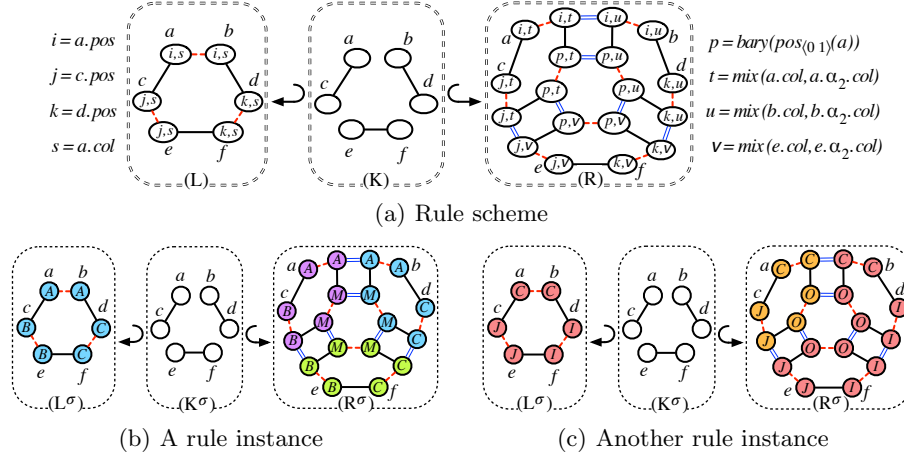 i = a.pos
j = c.pos
k = d.pos
s = a.col
a b
i,s i,s
c d
j,s k,s
j,s k,s
e f
(L)
a b
c d
e f
(K)
i,t i,u
a i,t i,u b
p,t p,u
c d
j,t p,t p,u k,u
j,t p,v p,v k,u
j,v k,v
e j,v k,v f
(R)
p = bary(pos⟨0 1⟩(a))
t = mix(a.col, a.α₂.col)
u = mix(b.col, b.α₂.col)
v = mix(e.col, e.α₂.col)
(a) Rule scheme
a b
A A
c d
B C
B C
e f
(Lσ)
a b
c d
e f
(Kσ)
A A
a A A b
M M
c d
B M M C
B M M C
B C
e B C f
(Rσ)
(b) A rule instance
a b
C C
c d
J I
J I
e f
(Lσ)
a b
c d
e f
(Kσ)
C C
a C C b
O O
c d
J O O I
J O O I
J I
e J I f
(Rσ)
(c) Another rule instance